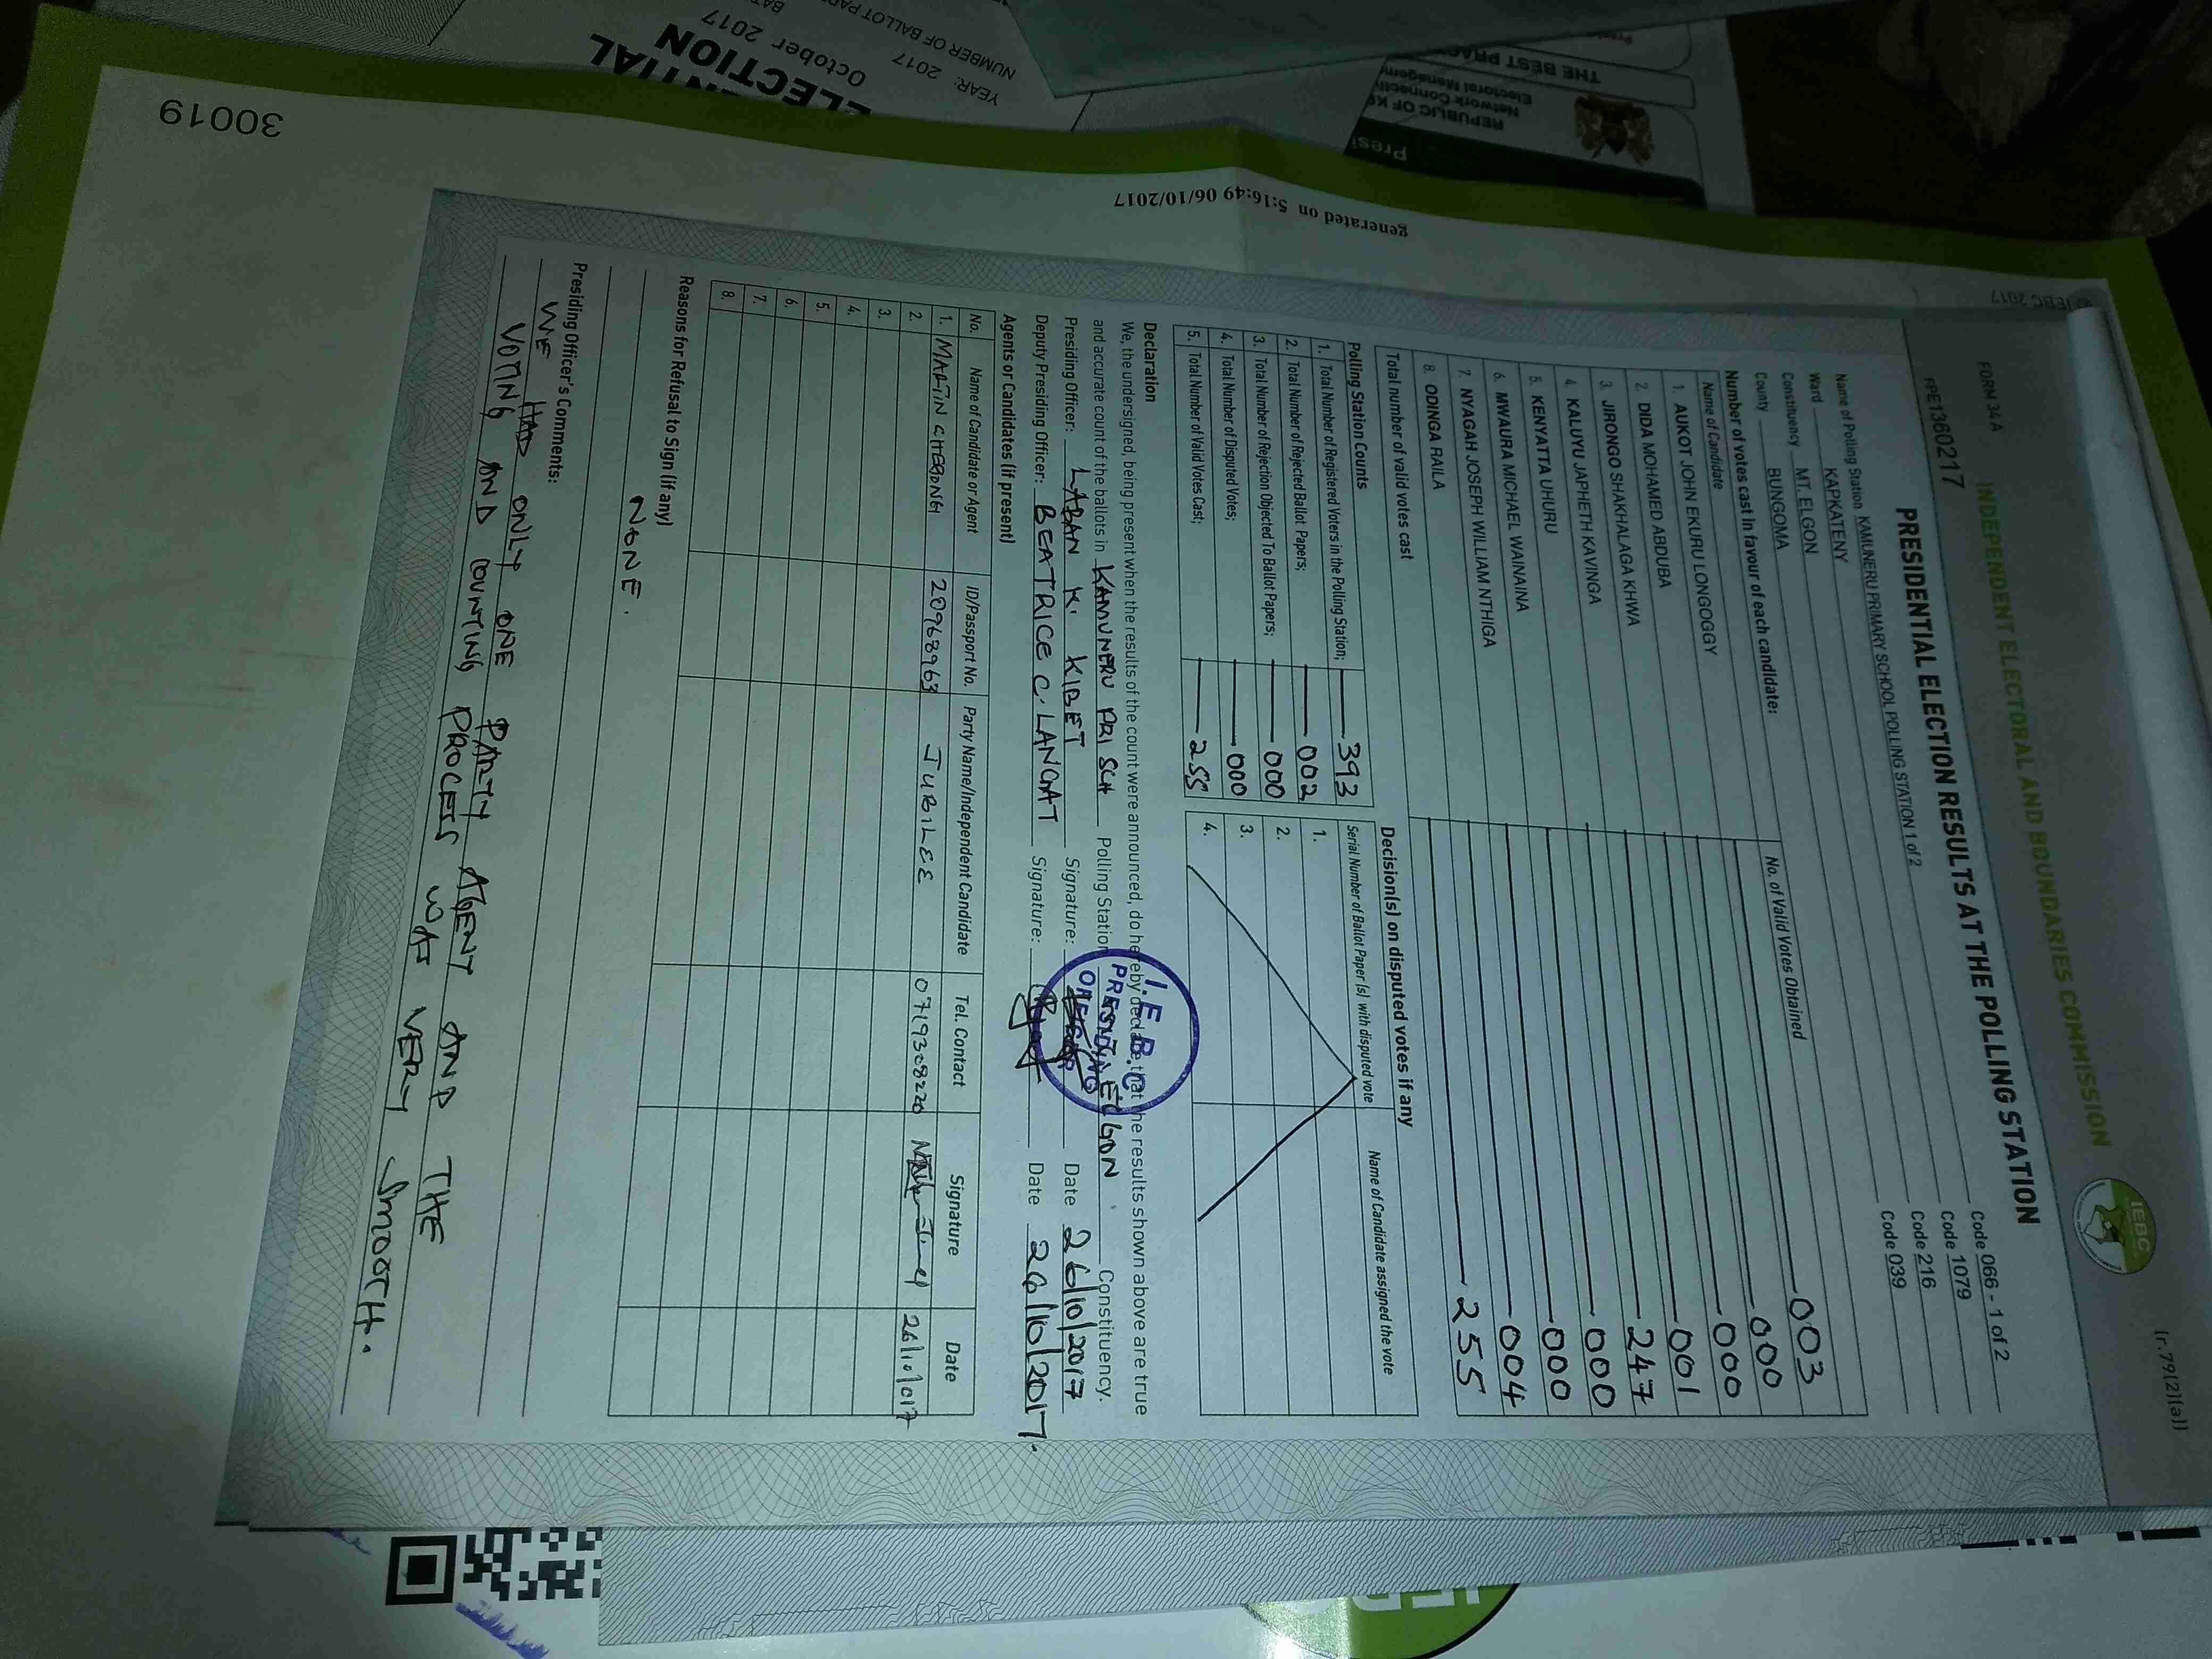 30019
NTIAL
ELECTION
October 2017
YEAR: 2017
NUMBER OF BALLOT PAP
Presi
REPUBLIC OF KE
Network Connectiv
Electoral Managem
THE BEST PRA
generated on 5:16:49 06/10/2017
© IEBC 2017
(r.79(2)(a))
FORM 34A INDEPENDENT ELECTORAL AND BOUNDARIES COMMISSION
IEBC
PRESIDENTIAL ELECTION RESULTS AT THE POLLING STATION
Name of Polling Station KAMUNERU PRIMARY SCHOOL POLLING STATION 1 of 2 Code 066 - 1 of 2
Ward KAPKATENY Code 1079
Constituency MT. ELGON Code 216
County BUNGOMA Code 039
Number of votes cast in favour of each candidate:
Name of Candidate No. of Valid Votes Obtained
1. AUKOT JOHN EKURU LONGOGGY 003
2. DIDA MOHAMED ABDUBA 000
3. JIRONGO SHAKHALAGA KHWA 000
4. KALUYU JAPHETH KAVINGA 001
5. KENYATTA UHURU 247
6. MWAURA MICHAEL WAINAINA 000
7. NYAGAH JOSEPH WILLIAM NTHIGA 000
8. ODINGA RAILA 004
Total number of valid votes cast 255
Polling Station Counts
1. Total Number of Registered Voters in the Polling Station; 393
2. Total Number of Rejected Ballot Papers; 002
3. Total Number of Rejection Objected To Ballot Papers; 000
4. Total Number of Disputed Votes; 000
5. Total Number of Valid Votes Cast; 255
Decision(s) on disputed votes if any
Serial Number of Ballot Paper (s) with disputed vote Name of Candidate assigned the vote
1.
2.
3.
4.
Declaration
We, the undersigned, being present when the results of the count were announced, do hereby declare that the results shown above are true
and accurate count of the ballots in KAMUNERU PRI SCH Polling Station ELGON Constituency.
Presiding Officer: LABAN K. KIBET Signature: Date 26/10/2017
Deputy Presiding Officer: BEATRICE C. LANGAT Signature: Date 26/10/2017.
I.E.B.C
PRESIDING
OFFICER
Agents or Candidates (if present)
No. Name of Candidate or Agent ID/Passport No. Party Name/Independent Candidate Tel. Contact Signature Date
1. MARTIN CHEBONGI 20968963 JUBILEE 0719308220 26/10/017
2.
3.
4.
5.
6.
7.
8.
Reasons for Refusal to Sign (if any)
NONE.
Presiding Officer's Comments:
WE HAD ONLY ONE PARTY AGENT AND THE
VOTING AND COUNTING PROCESS WAS VERY SMOOTH.